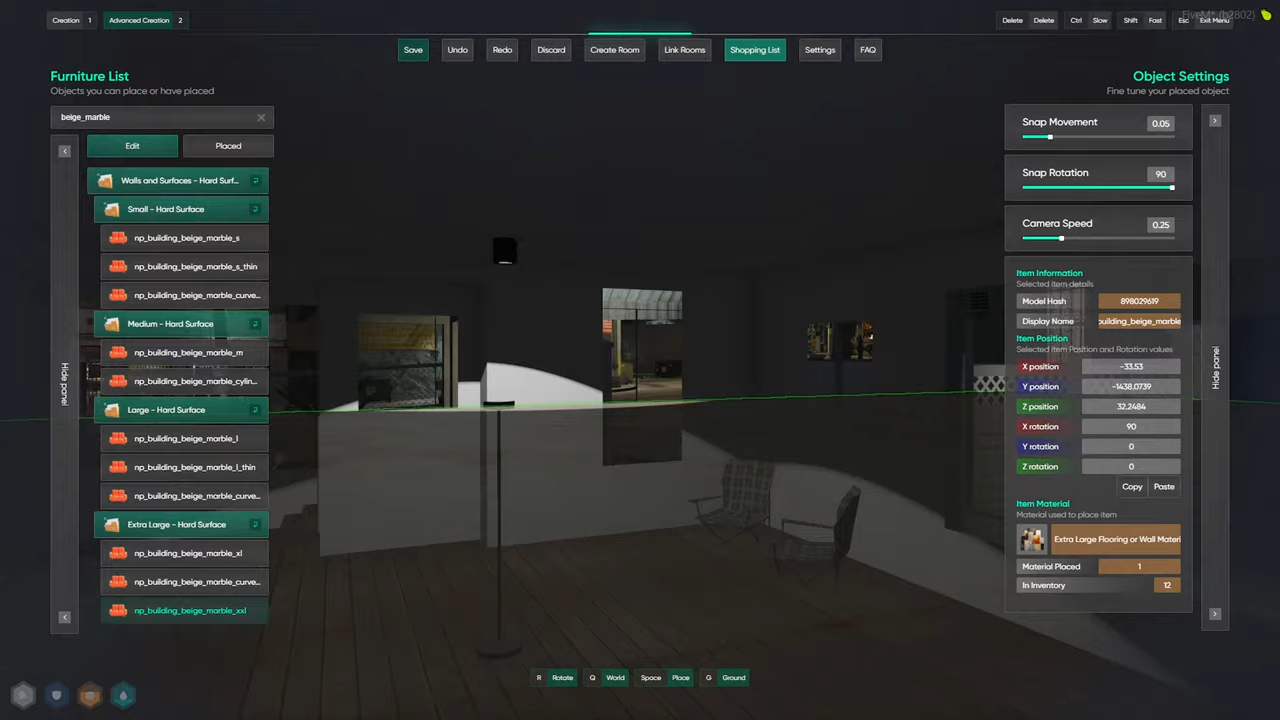 Creation 1
Advanced Creation 2
Delete Delete Ctrl Slow Shift Fast Esc Exit Menu
FiveM* (b2802)
Save Undo Redo Discard Create Room Link Rooms Shopping List Settings FAQ
Furniture List
Objects you can place or have placed
beige_marble
Edit Placed
Walls and Surfaces - Hard Surf...
Small - Hard Surface
np_building_beige_marble_s
np_building_beige_marble_s_thin
np_building_beige_marble_curve...
Medium - Hard Surface
np_building_beige_marble_m
np_building_beige_marble_cylin...
Large - Hard Surface
np_building_beige_marble_l
np_building_beige_marble_l_thin
np_building_beige_marble_curve...
Extra Large - Hard Surface
np_building_beige_marble_xl
np_building_beige_marble_curve...
np_building_beige_marble_xxl
Hide panel
Object Settings
Fine tune your placed object
Snap Movement 0.05
Snap Rotation 90
Camera Speed 0.25
Item Information
Selected item details
Model Hash 898029619
Display Name building_beige_marble
Item Position
Selected item Position and Rotation values
X position -33.53
Y position -1438.0739
Z position 32.2484
X rotation 90
Y rotation 0
Z rotation 0
Copy Paste
Item Material
Material used to place item
Extra Large Flooring or Wall Materi
Material Placed 1
In Inventory 12
Hide panel
R Rotate Q World Space Place G Ground